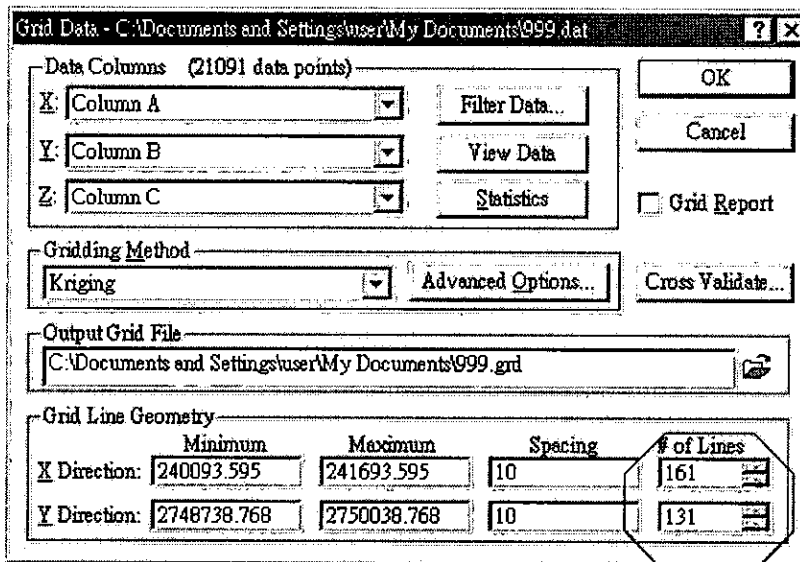 Grid Data - C:\Documents and Settings\user\My Documents\999.dat ? ×
Data Columns (21091 data points)
X: Column A
Filter Data...
Y: Column B
View Data
Z: Column C
Statistics
OK
Cancel
Grid Report
Gridding Method
Kriging
Advanced Options...
Cross Validate...
Output Grid File
C:\Documents and Settings\user\My Documents\999.grd
Grid Line Geometry
Minimum Maximum Spacing # of Lines
X Direction: 240093.595 241693.595 10 161
Y Direction: 2748738.768 2750038.768 10 131